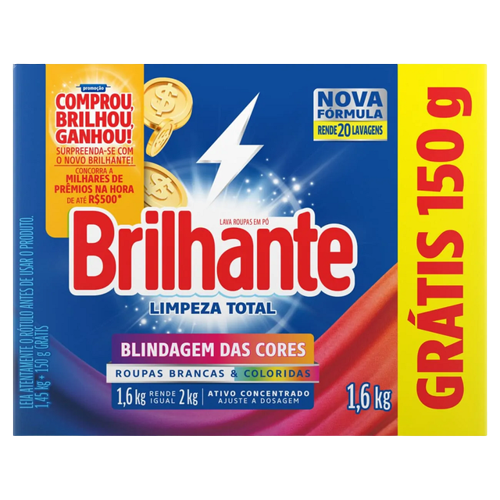 promoção
COMPROU,
BRILHOU,
GANHOU!
SURPREENDA-SE COM
O NOVO BRILHANTE!
CONCORRA A
MILHARES DE
PRÊMIOS NA HORA
DE ATÉ R$500*
NOVA
FÓRMULA
RENDE 20 LAVAGENS
LAVA ROUPAS EM PÓ
Brilhante
LIMPEZA TOTAL
BLINDAGEM DAS CORES
ROUPAS BRANCAS & COLORIDAS
1,6 kg RENDE IGUAL 2 kg
ATIVO CONCENTRADO
AJUSTE A DOSAGEM
1,6 kg
GRÁTIS 150 g
LEIA ATENTAMENTE O RÓTULO ANTES DE USAR O PRODUTO.
1,45 kg + 150 g GRÁTIS